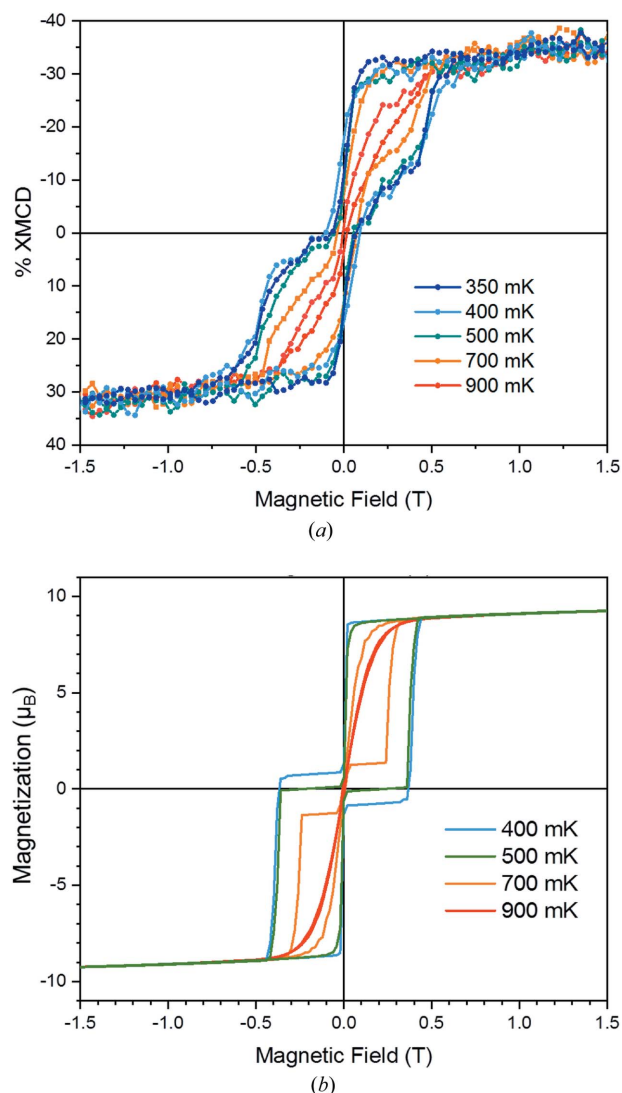 -40
-30
-20
-10
0
10
20
30
40
% XMCD
350 mK
400 mK
500 mK
700 mK
900 mK
-1.5 -1.0 -0.5 0.0 0.5 1.0 1.5
Magnetic Field (T)
(a)
10
5
0
-5
-10
Magnetization (μB)
400 mK
500 mK
700 mK
900 mK
-1.5 -1.0 -0.5 0.0 0.5 1.0 1.5
Magnetic Field (T)
(b)